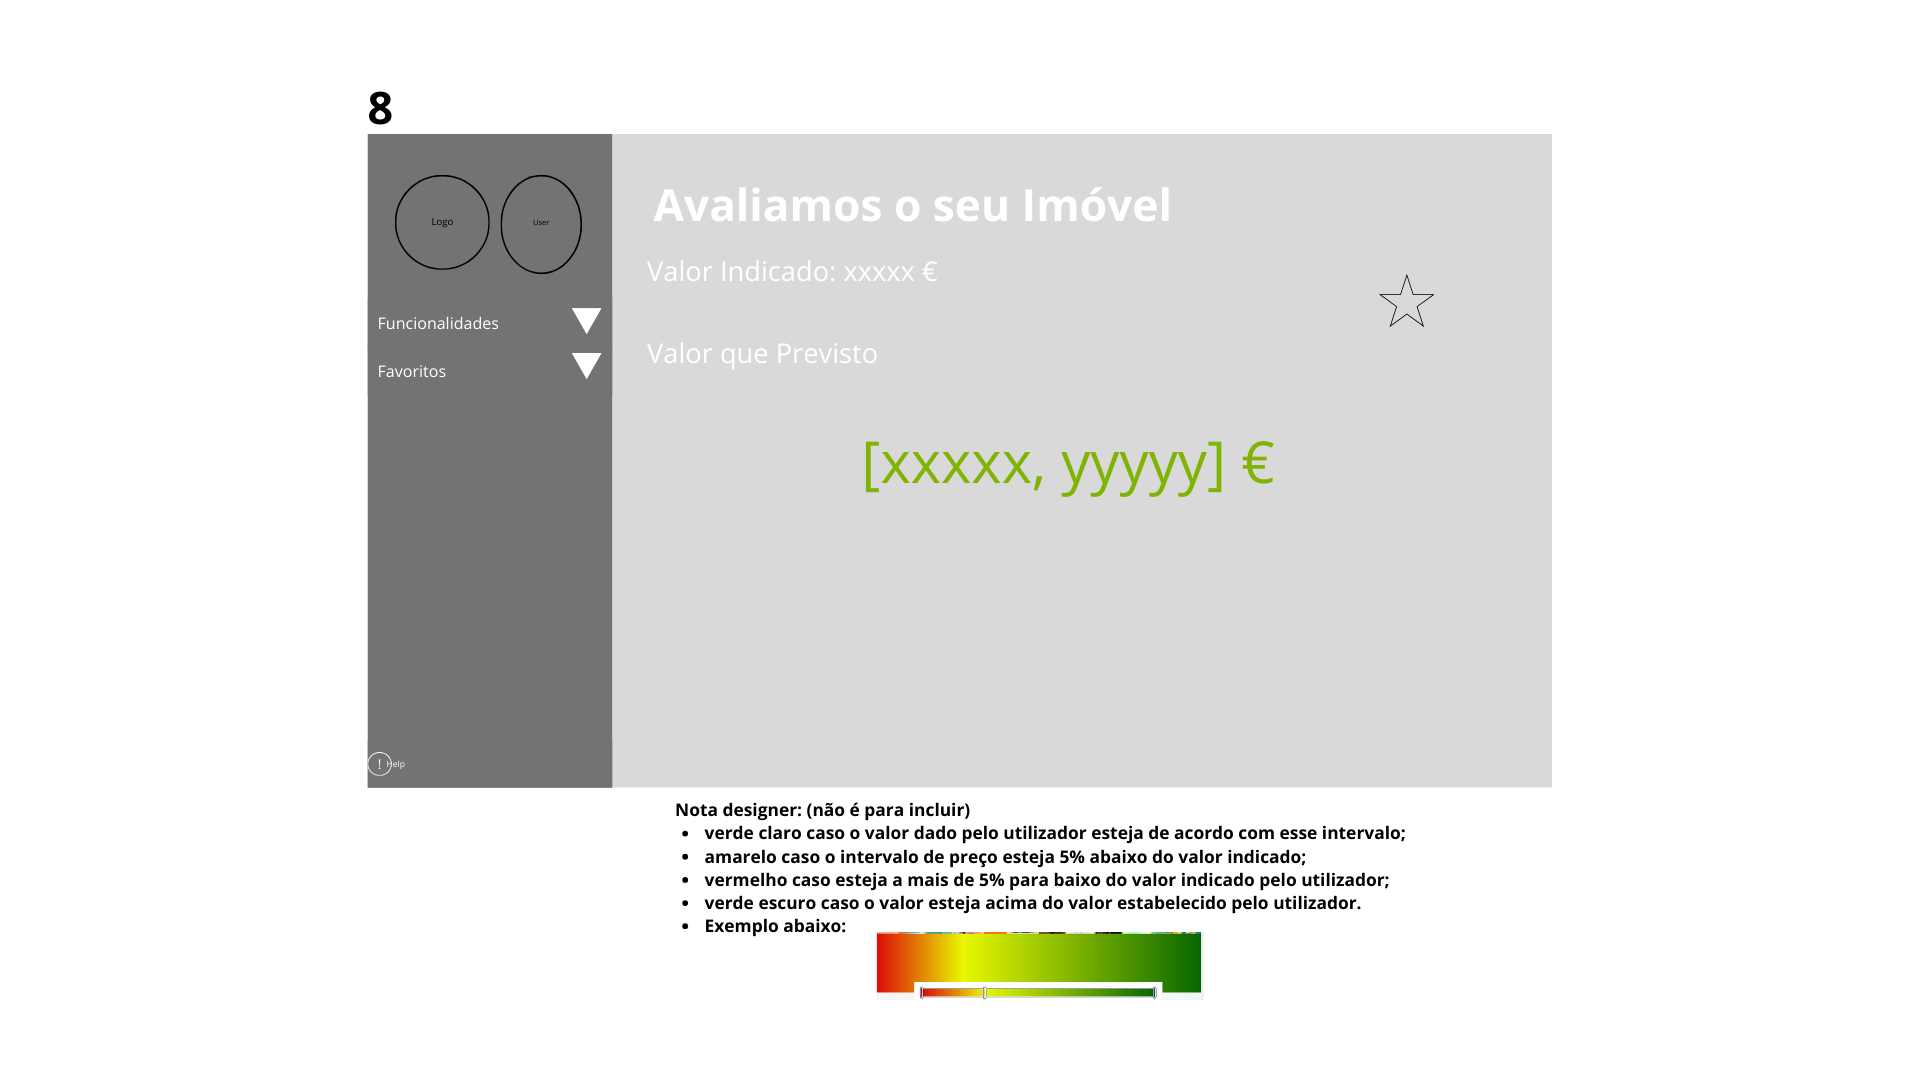 8
Logo
User
Funcionalidades
Favoritos
! Help
Avaliamos o seu Imóvel
Valor Indicado: xxxxx €
Valor que Previsto
[xxxxx, yyyyy] €
Nota designer: (não é para incluir)
• verde claro caso o valor dado pelo utilizador esteja de acordo com esse intervalo;
• amarelo caso o intervalo de preço esteja 5% abaixo do valor indicado;
• vermelho caso esteja a mais de 5% para baixo do valor indicado pelo utilizador;
• verde escuro caso o valor esteja acima do valor estabelecido pelo utilizador.
• Exemplo abaixo: